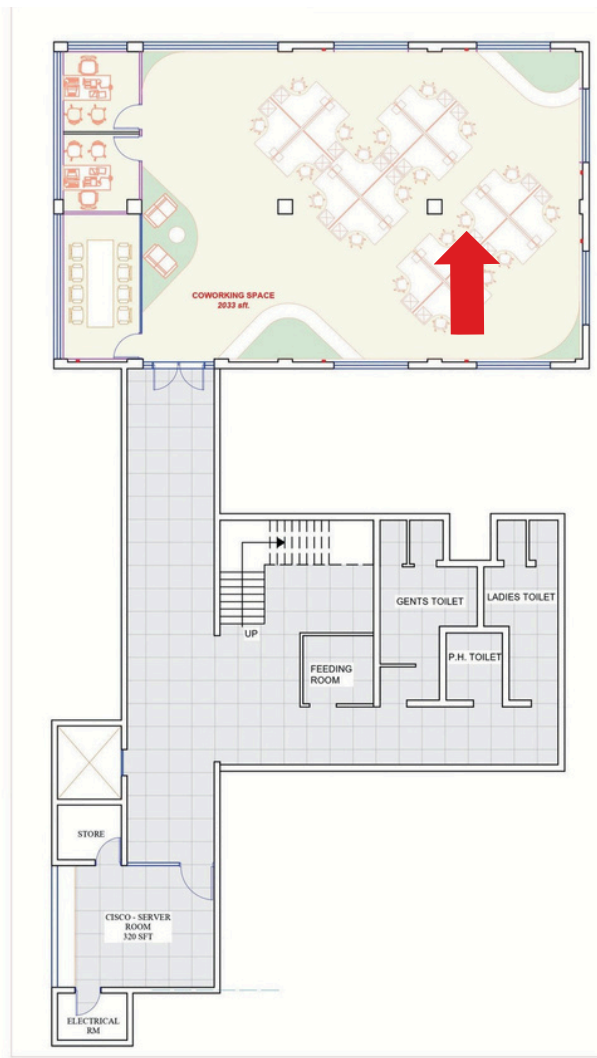 COWORKING SPACE
2033 sft.
UP
GENTS TOILET
LADIES TOILET
P.H. TOILET
FEEDING
ROOM
STORE
CISCO - SERVER
ROOM
320 SFT
ELECTRICAL
RM